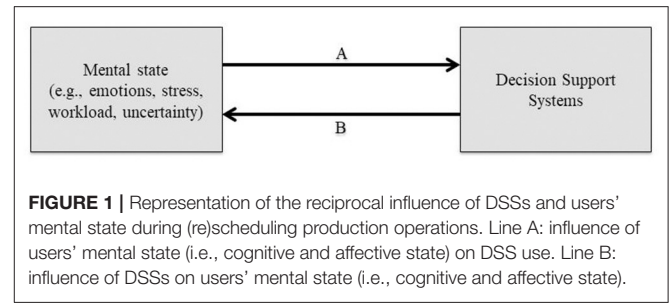 Mental state
(e.g., emotions, stress,
workload, uncertainty)
A
B
Decision Support
Systems
FIGURE 1 | Representation of the reciprocal influence of DSSs and users'
mental state during (re)scheduling production operations. Line A: influence of
users' mental state (i.e., cognitive and affective state) on DSS use. Line B:
influence of DSSs on users' mental state (i.e., cognitive and affective state).